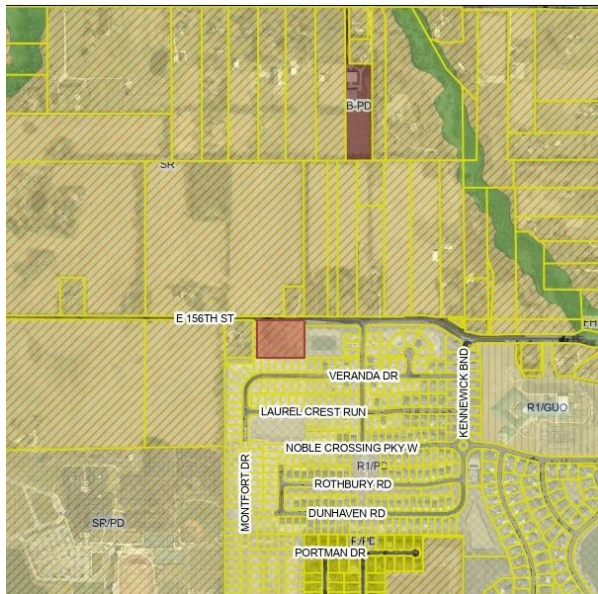 B-PD
SR
E 156TH ST
FH
VERANDA DR
KENNEWICK BND
LAUREL CREST RUN
R1/GUO
NOBLE CROSSING PKY W
R1/PD
MONTFORT DR
ROTHBURY RD
DUNHAVEN RD
SR/PD
PORTMAN DR